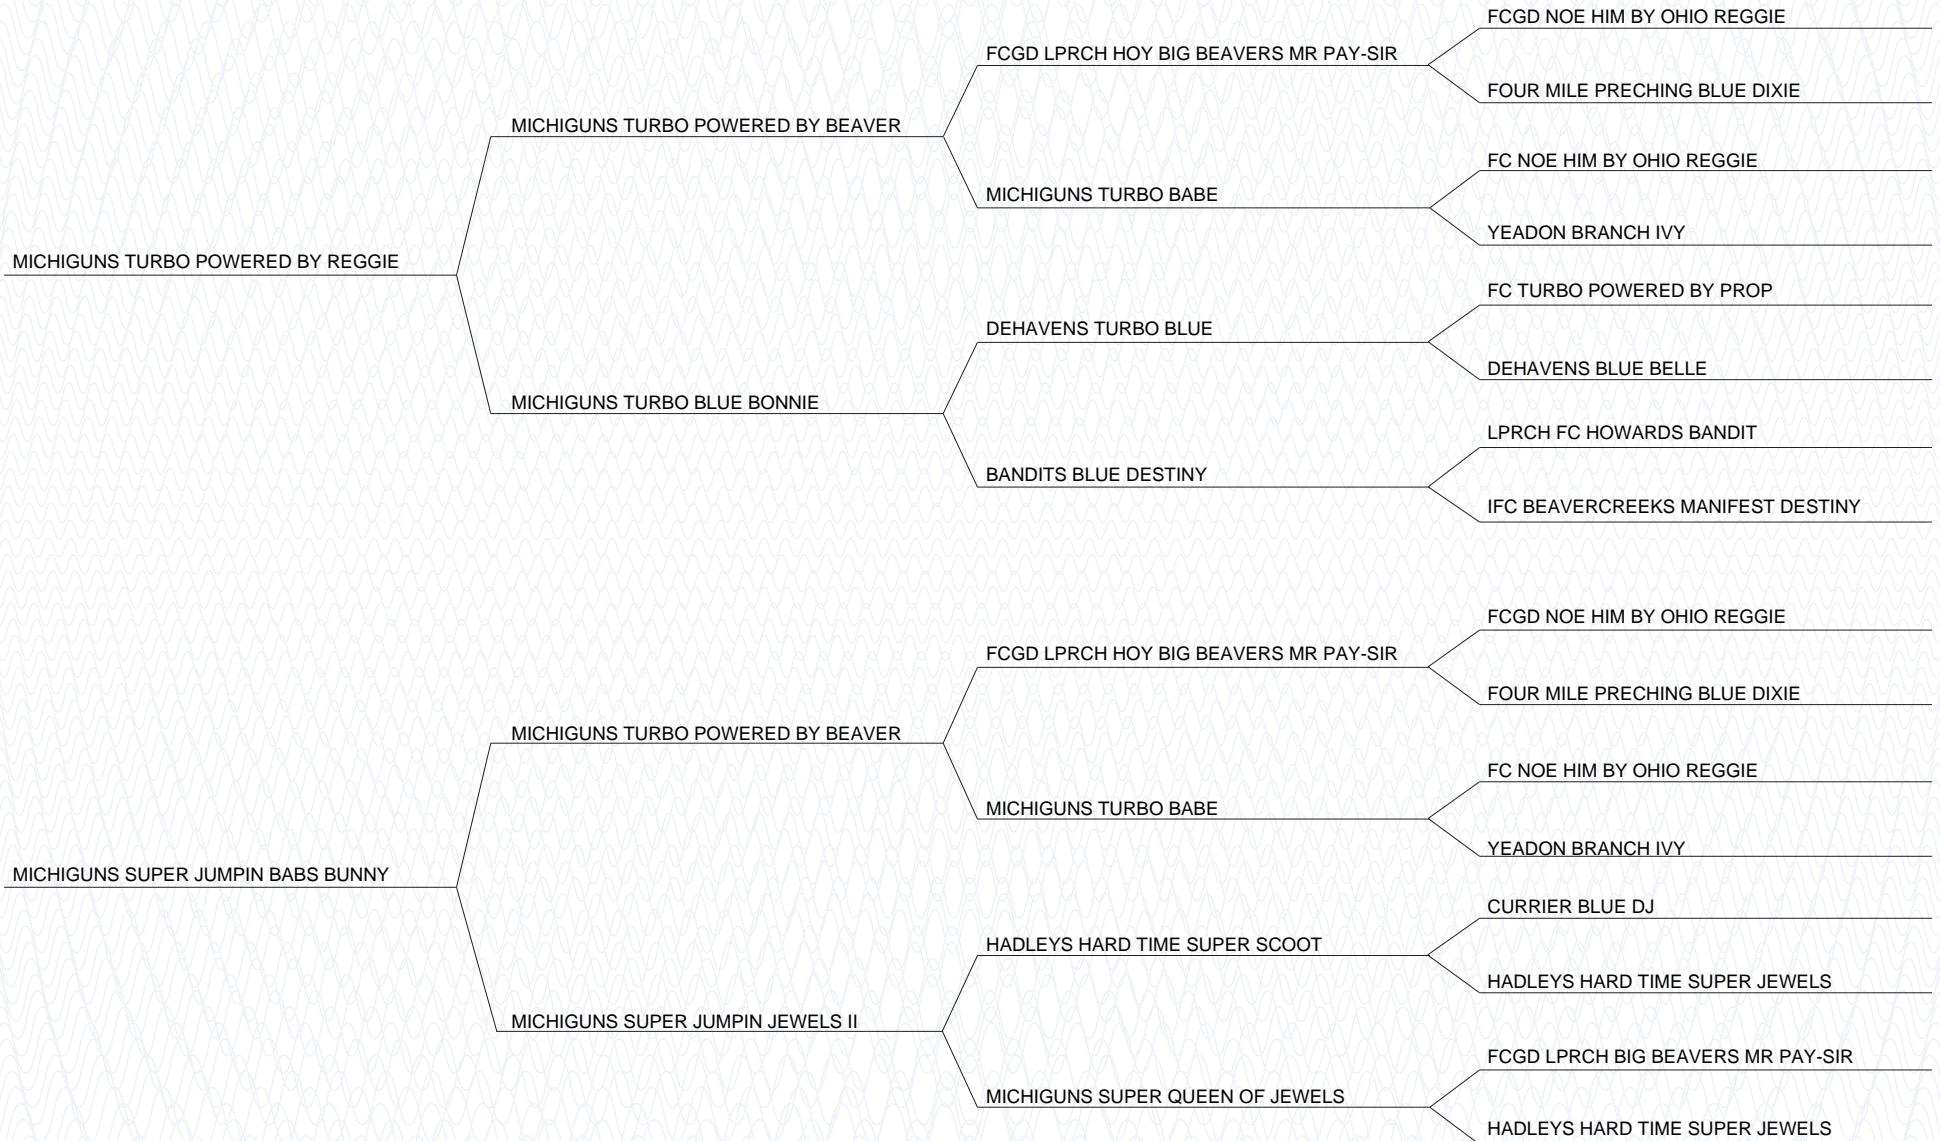 FCGD NOE HIM BY OHIO REGGIE
FCGD LPRCH HOY BIG BEAVERS MR PAY-SIR
FOUR MILE PRECHING BLUE DIXIE
MICHIGUNS TURBO POWERED BY BEAVER
FC NOE HIM BY OHIO REGGIE
MICHIGUNS TURBO BABE
YEADON BRANCH IVY
MICHIGUNS TURBO POWERED BY REGGIE
FC TURBO POWERED BY PROP
DEHAVENS TURBO BLUE
DEHAVENS BLUE BELLE
MICHIGUNS TURBO BLUE BONNIE
LPRCH FC HOWARDS BANDIT
BANDITS BLUE DESTINY
IFC BEAVERCREEKS MANIFEST DESTINY
FCGD NOE HIM BY OHIO REGGIE
FCGD LPRCH HOY BIG BEAVERS MR PAY-SIR
FOUR MILE PRECHING BLUE DIXIE
MICHIGUNS TURBO POWERED BY BEAVER
FC NOE HIM BY OHIO REGGIE
MICHIGUNS TURBO BABE
YEADON BRANCH IVY
MICHIGUNS SUPER JUMPIN BABS BUNNY
CURRIER BLUE DJ
HADLEYS HARD TIME SUPER SCOOT
HADLEYS HARD TIME SUPER JEWELS
MICHIGUNS SUPER JUMPIN JEWELS II
FCGD LPRCH BIG BEAVERS MR PAY-SIR
MICHIGUNS SUPER QUEEN OF JEWELS
HADLEYS HARD TIME SUPER JEWELS